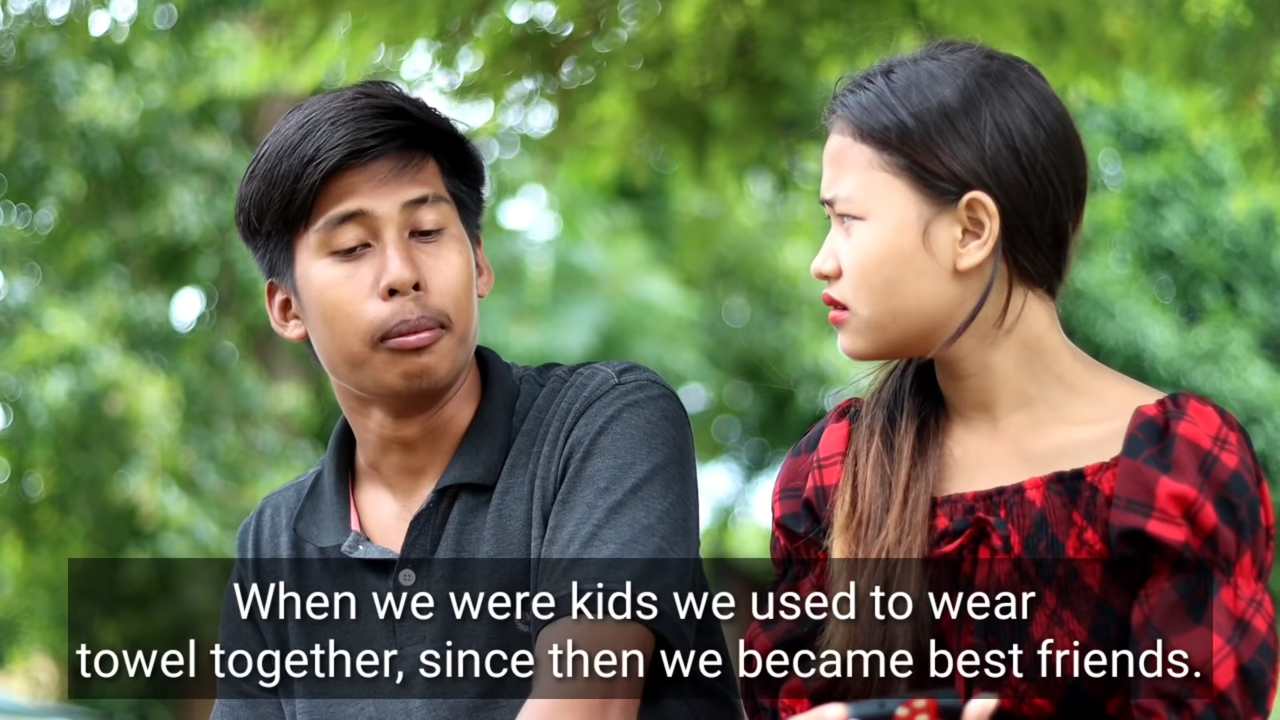 When we were kids we used to wear
towel together, since then we became best friends.